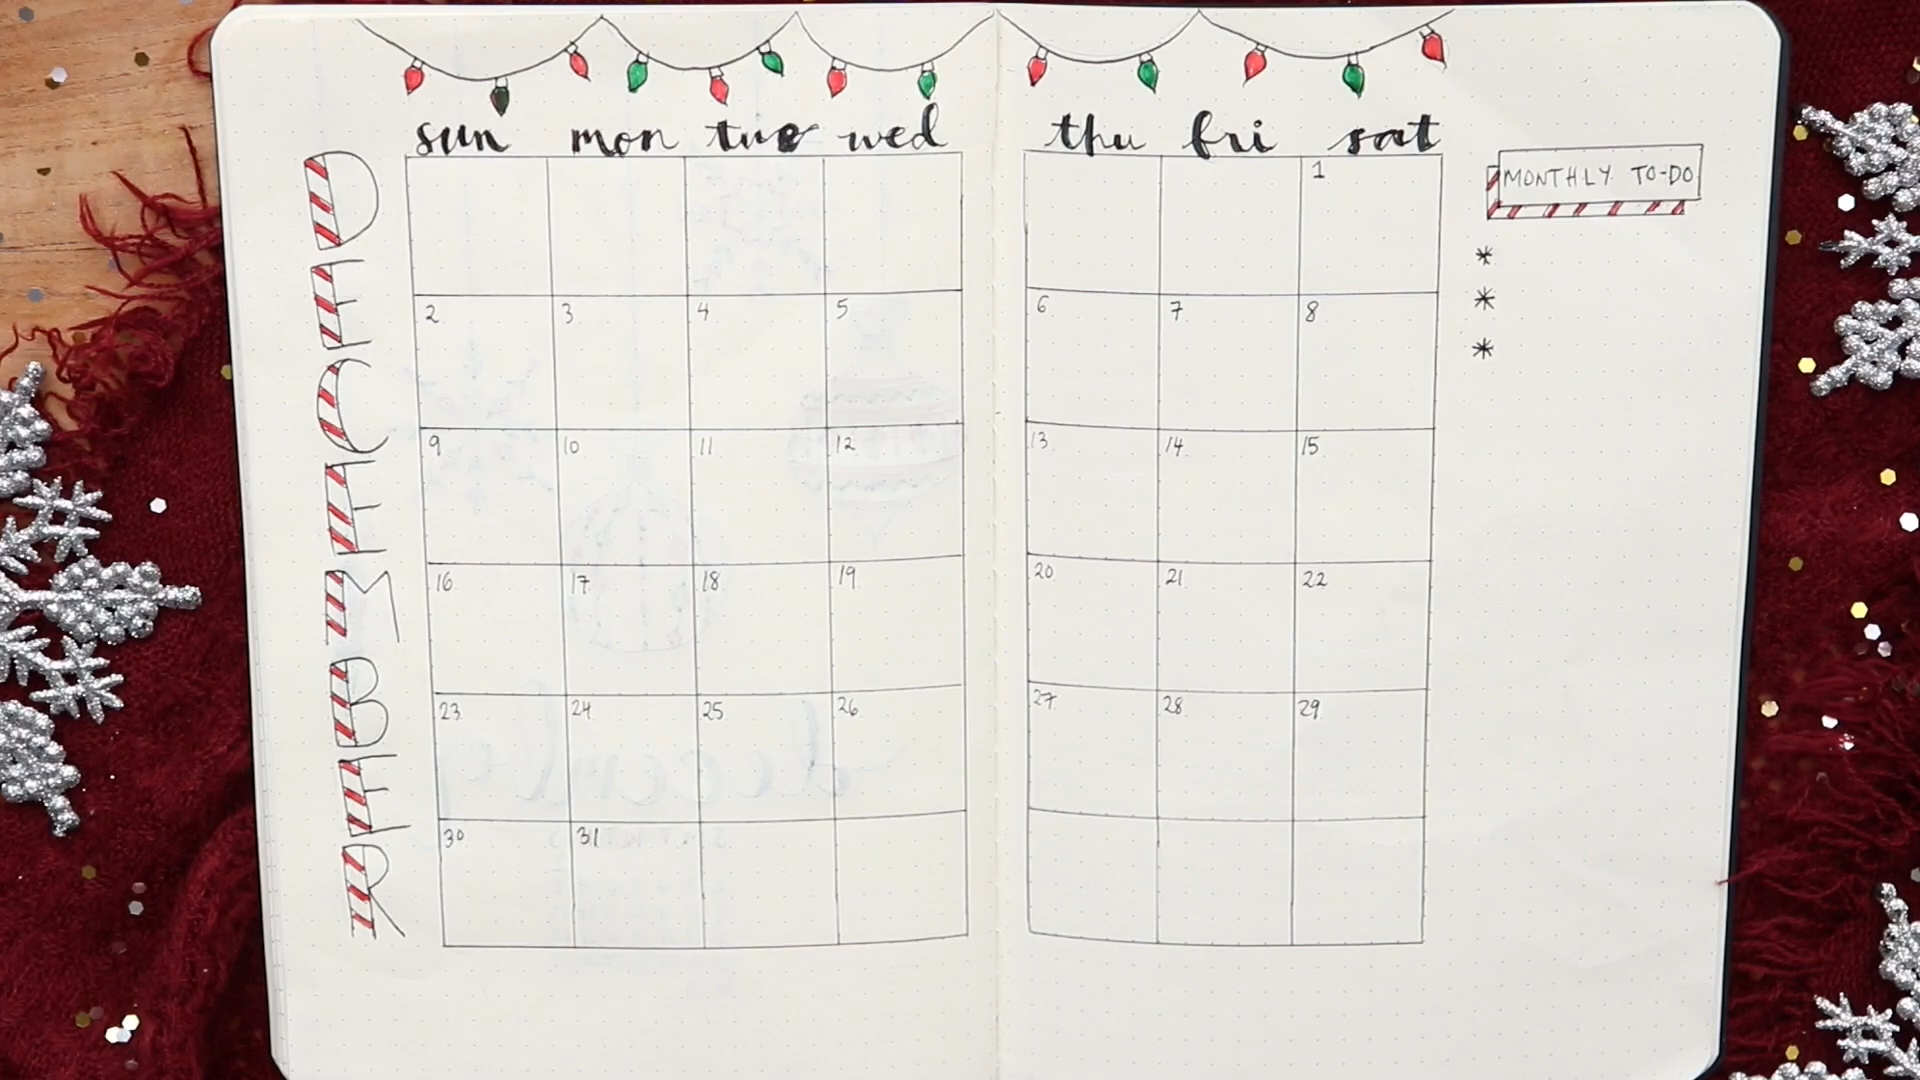 sun mon tue wed thu fri sat
DECEMBER
MONTHLY TO-DO
*
*
*
1
2 3 4 5 6 7 8
9 10 11 12 13 14 15
16 17 18 19 20 21 22
23 24 25 26 27 28 29
30 31
december